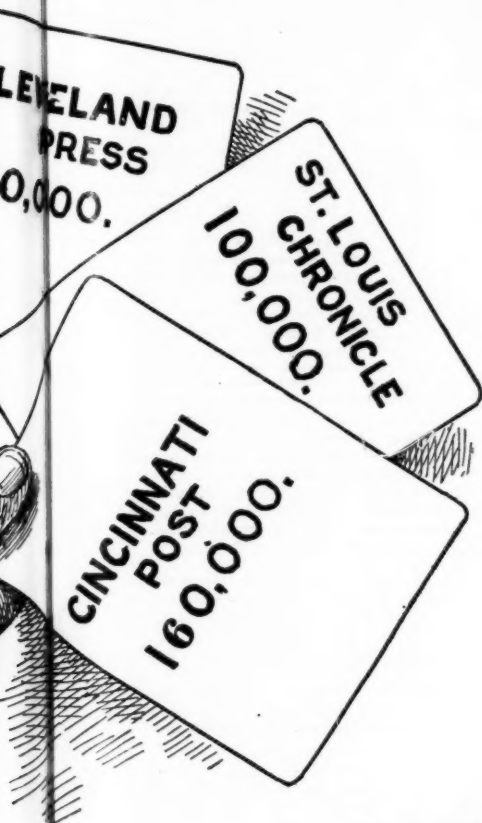 LEVELAND
PRESS
0,000.
ST. LOUIS
CHRONICLE
100,000.
CINCINNATI
POST
160,000.